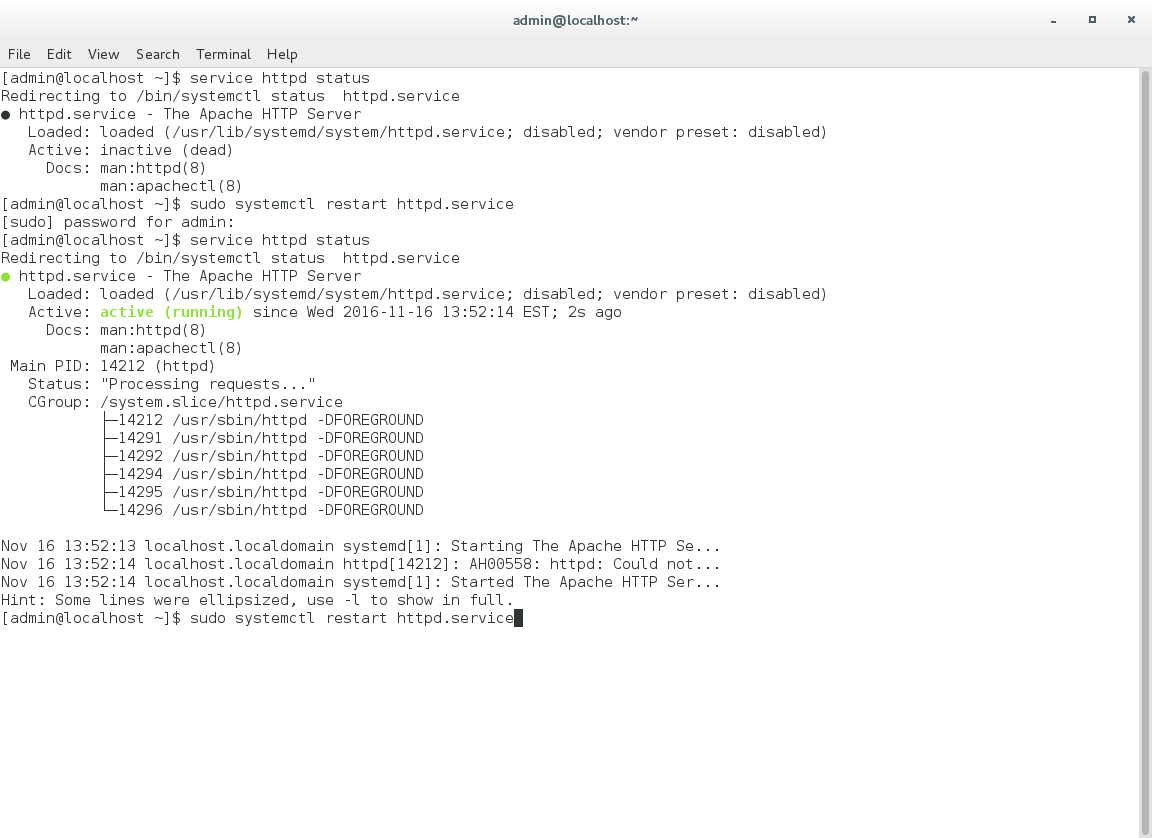 admin@localhost:~
File Edit View Search Terminal Help
[admin@localhost ~]$ service httpd status
Redirecting to /bin/systemctl status  httpd.service
● httpd.service - The Apache HTTP Server
   Loaded: loaded (/usr/lib/systemd/system/httpd.service; disabled; vendor preset: disabled)
   Active: inactive (dead)
     Docs: man:httpd(8)
           man:apachectl(8)
[admin@localhost ~]$ sudo systemctl restart httpd.service
[sudo] password for admin:
[admin@localhost ~]$ service httpd status
Redirecting to /bin/systemctl status  httpd.service
● httpd.service - The Apache HTTP Server
   Loaded: loaded (/usr/lib/systemd/system/httpd.service; disabled; vendor preset: disabled)
   Active: active (running) since Wed 2016-11-16 13:52:14 EST; 2s ago
     Docs: man:httpd(8)
           man:apachectl(8)
 Main PID: 14212 (httpd)
   Status: "Processing requests..."
   CGroup: /system.slice/httpd.service
           ├─14212 /usr/sbin/httpd -DFOREGROUND
           ├─14291 /usr/sbin/httpd -DFOREGROUND
           ├─14292 /usr/sbin/httpd -DFOREGROUND
           ├─14294 /usr/sbin/httpd -DFOREGROUND
           ├─14295 /usr/sbin/httpd -DFOREGROUND
           └─14296 /usr/sbin/httpd -DFOREGROUND

Nov 16 13:52:13 localhost.localdomain systemd[1]: Starting The Apache HTTP Se...
Nov 16 13:52:14 localhost.localdomain httpd[14212]: AH00558: httpd: Could not...
Nov 16 13:52:14 localhost.localdomain systemd[1]: Started The Apache HTTP Ser...
Hint: Some lines were ellipsized, use -l to show in full.
[admin@localhost ~]$ sudo systemctl restart httpd.service